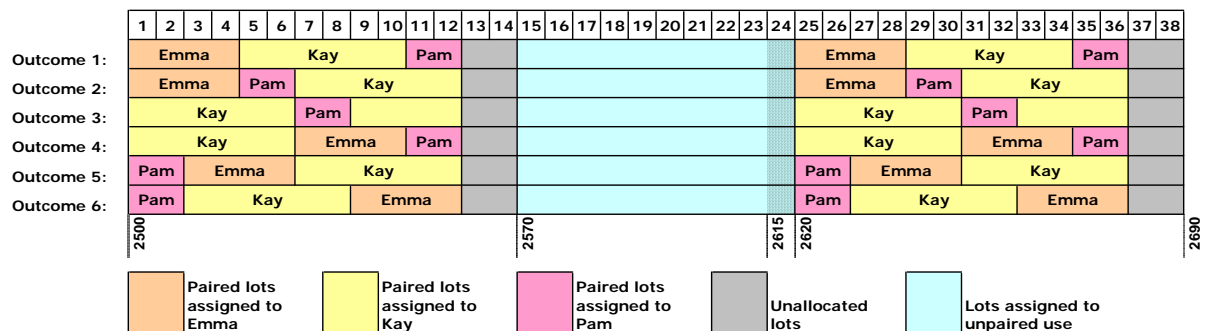 1 2 3 4 5 6 7 8 9 10 11 12 13 14 15 16 17 18 19 20 21 22 23 24 25 26 27 28 29 30 31 32 33 34 35 36 37 38
Outcome 1: Emma Kay Pam Emma Kay Pam
Outcome 2: Emma Pam Kay Emma Pam Kay
Outcome 3: Kay Pam Kay Pam
Outcome 4: Kay Emma Pam Kay Emma Pam
Outcome 5: Pam Emma Kay Pam Emma Kay
Outcome 6: Pam Kay Emma Pam Kay Emma
2500 2570 2615 2620 2690
Paired lots assigned to Emma
Paired lots assigned to Kay
Paired lots assigned to Pam
Unallocated lots
Lots assigned to unpaired use